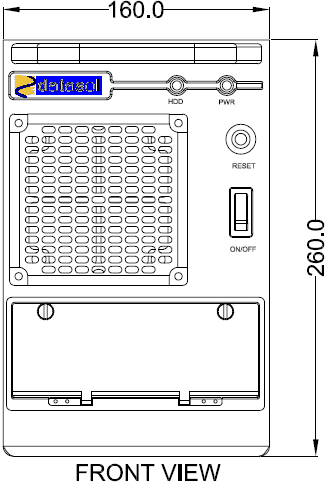 160.0
datasol
HDD PWR
RESET
ON/OFF
260.0
FRONT VIEW